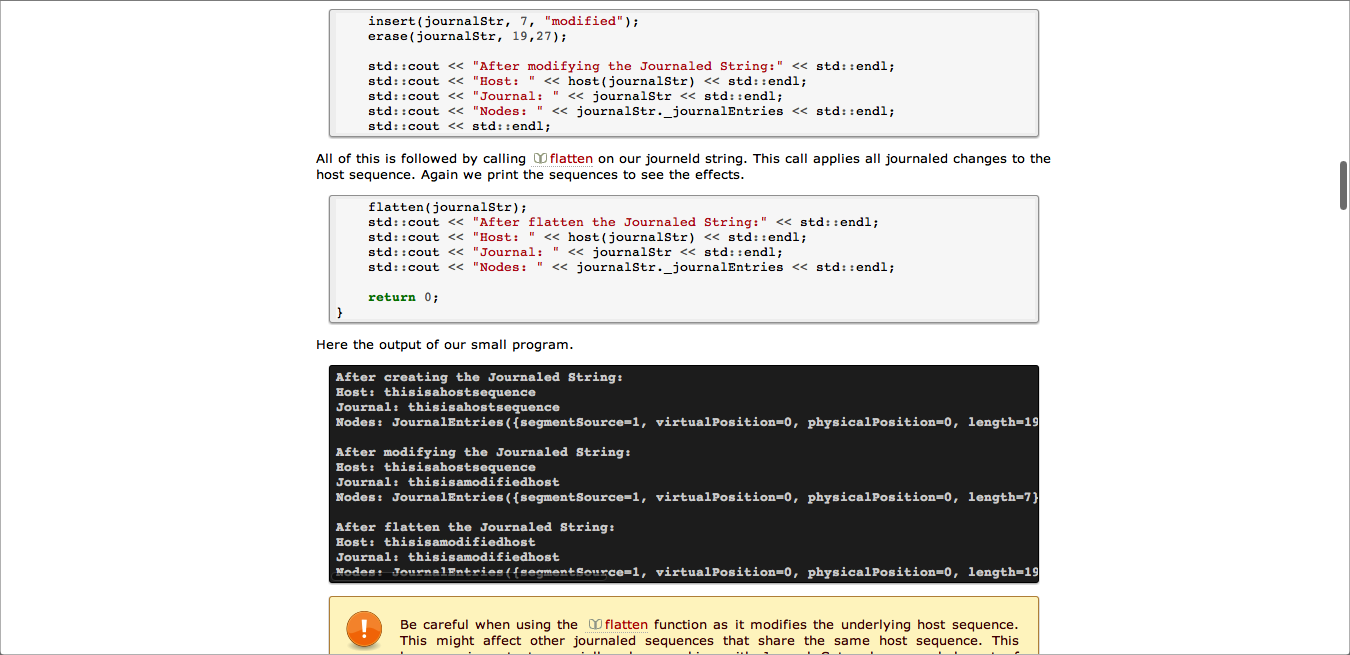 insert(journalStr, 7, "modified");
erase(journalStr, 19,27);
std::cout << "After modifying the Journaled String:" << std::endl;
std::cout << "Host: " << host(journalStr) << std::endl;
std::cout << "Journal: " << journalStr << std::endl;
std::cout << "Nodes: " << journalStr._journalEntries << std::endl;
std::cout << std::endl;
All of this is followed by calling flatten on our journeld string. This call applies all journaled changes to the
host sequence. Again we print the sequences to see the effects.
flatten(journalStr);
std::cout << "After flatten the Journaled String:" << std::endl;
std::cout << "Host: " << host(journalStr) << std::endl;
std::cout << "Journal: " << journalStr << std::endl;
std::cout << "Nodes: " << journalStr._journalEntries << std::endl;
return 0;
}
Here the output of our small program.
After creating the Journaled String:
Host: thisisahostsequence
Journal: thisisahostsequence
Nodes: JournalEntries({segmentSource=1, virtualPosition=0, physicalPosition=0, length=19
After modifying the Journaled String:
Host: thisisahostsequence
Journal: thisisamodifiedhost
Nodes: JournalEntries({segmentSource=1, virtualPosition=0, physicalPosition=0, length=7}
After flatten the Journaled String:
Host: thisisamodifiedhost
Journal: thisisamodifiedhost
Nodes: JournalEntries({segmentSource=1, virtualPosition=0, physicalPosition=0, length=19
Be careful when using the flatten function as it modifies the underlying host sequence.
This might affect other journaled sequences that share the same host sequence. This